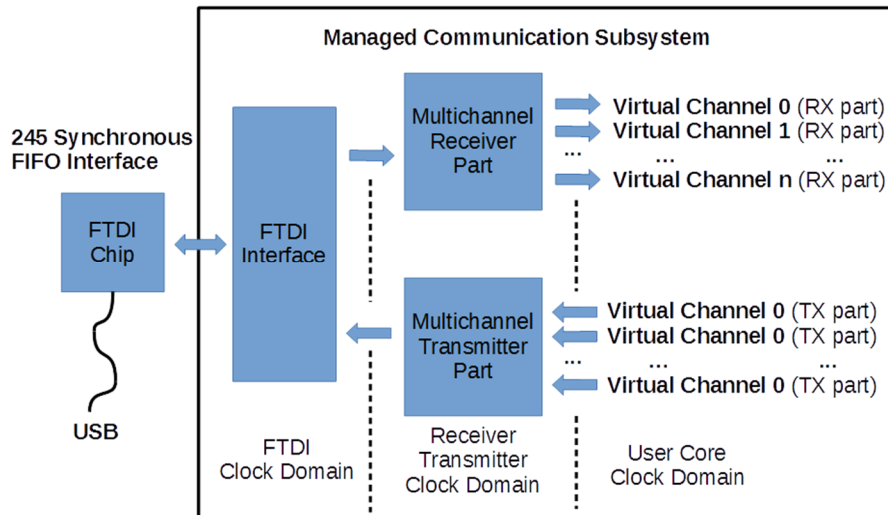 Managed Communication Subsystem
245 Synchronous
FIFO Interface
FTDI
Chip
USB
FTDI
Interface
Multichannel
Receiver
Part
Virtual Channel 0 (RX part)
Virtual Channel 1 (RX part)
... ... ...
Virtual Channel n (RX part)
Multichannel
Transmitter
Part
Virtual Channel 0 (TX part)
Virtual Channel 0 (TX part)
... ... ...
Virtual Channel 0 (TX part)
FTDI
Clock Domain
Receiver
Transmitter
Clock Domain
User Core
Clock Domain